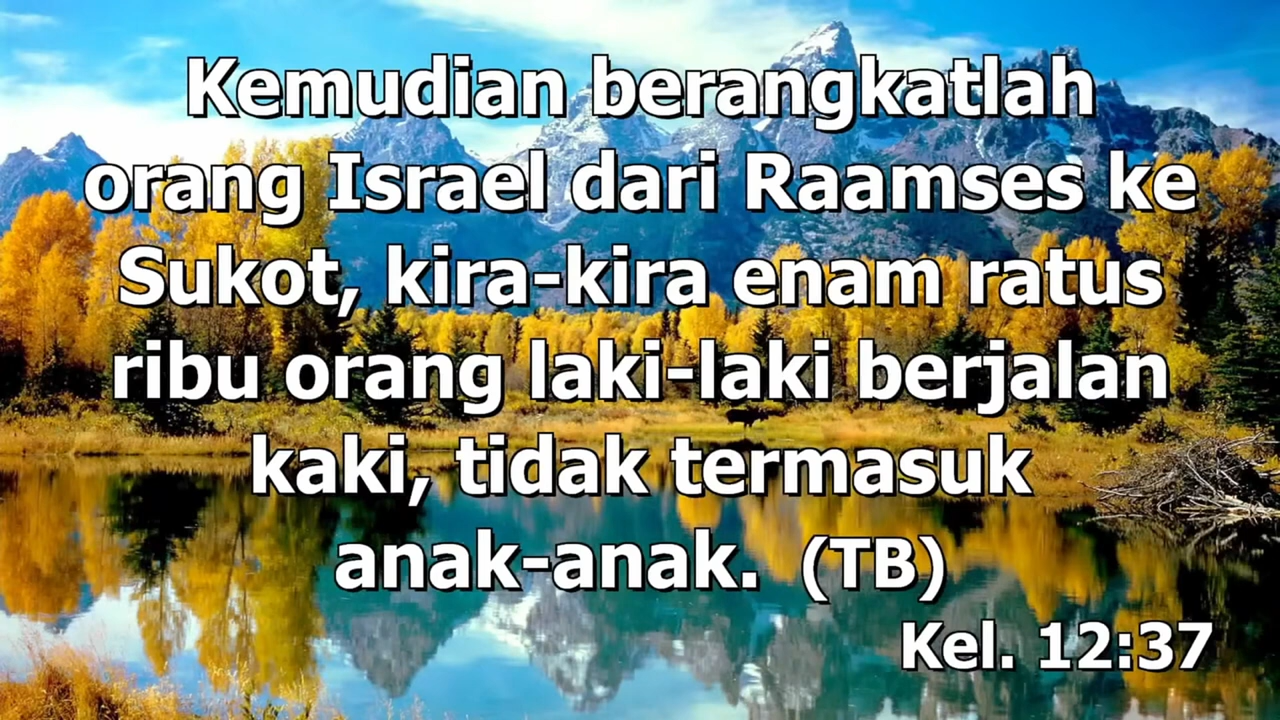 Kemudian berangkatlah
orang Israel dari Raamses ke
Sukot, kira-kira enam ratus
ribu orang laki-laki berjalan
kaki, tidak termasuk
anak-anak. (TB)
Kel. 12:37